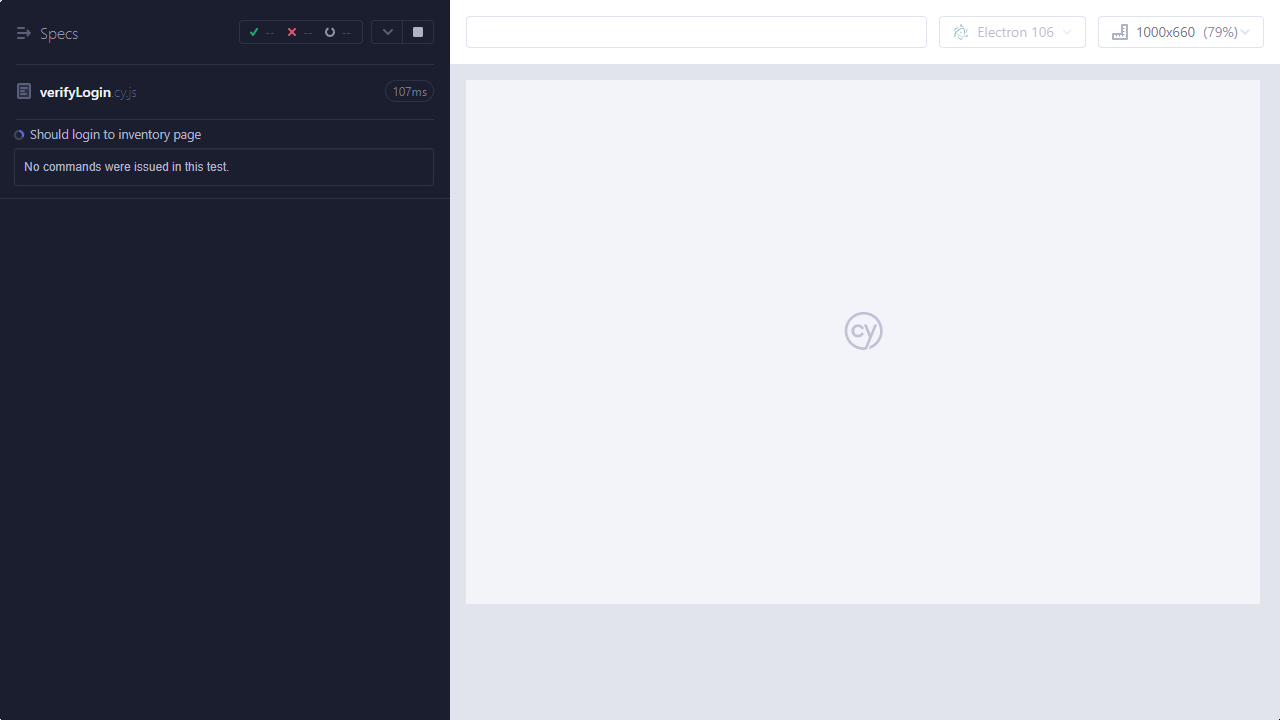 Specs
-- -- --
verifyLogin.cy.js
107ms
Should login to inventory page
No commands were issued in this test.
Electron 106
1000x660 (79%)
cy